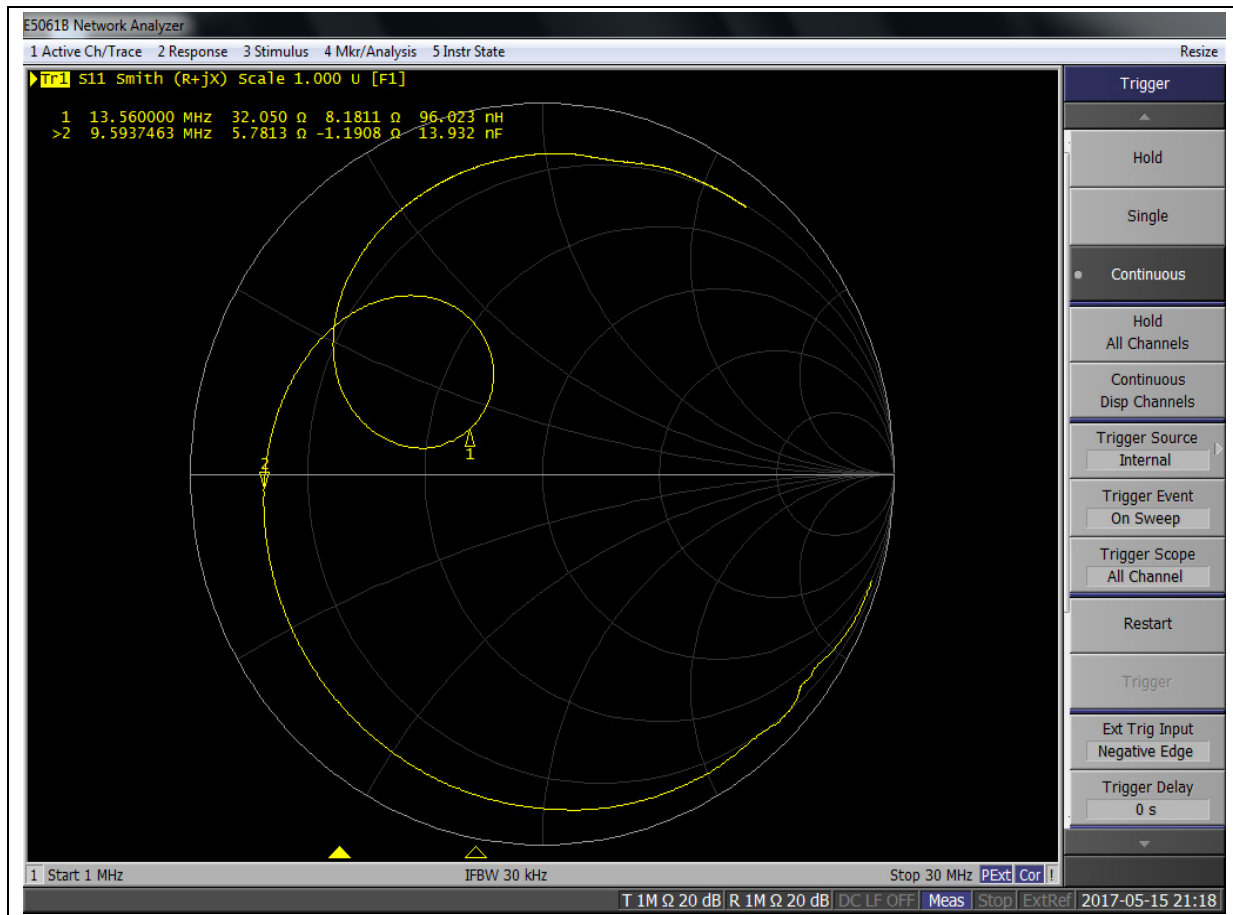 E5061B Network Analyzer
1 Active Ch/Trace 2 Response 3 Stimulus 4 Mkr/Analysis 5 Instr State Resize
Tr1 S11 Smith (R+jX) Scale 1.000 U [F1]
1 13.560000 MHz 32.050 Ω 8.1811 Ω 96.023 nH
>2 9.5937463 MHz 5.7813 Ω -1.1908 Ω 13.932 nF
2
1
Trigger
Hold
Single
Continuous
Hold
All Channels
Continuous
Disp Channels
Trigger Source
Internal
Trigger Event
On Sweep
Trigger Scope
All Channel
Restart
Trigger
Ext Trig Input
Negative Edge
Trigger Delay
0 s
1 Start 1 MHz IFBW 30 kHz Stop 30 MHz PExt Cor !
T 1M Ω 20 dB R 1M Ω 20 dB DC LF OFF Meas Stop ExtRef 2017-05-15 21:18